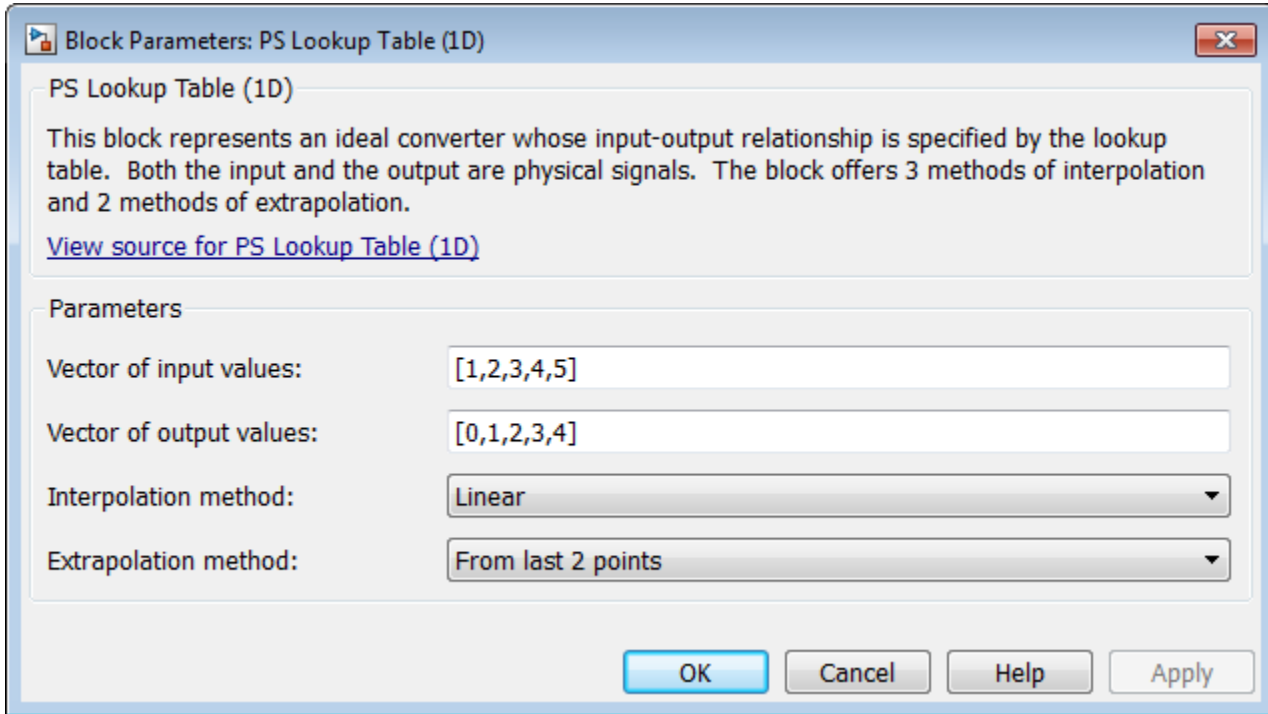 Block Parameters: PS Lookup Table (1D)
PS Lookup Table (1D)
This block represents an ideal converter whose input-output relationship is specified by the lookup
table.  Both the input and the output are physical signals.  The block offers 3 methods of interpolation
and 2 methods of extrapolation.
View source for PS Lookup Table (1D)
Parameters
Vector of input values: [1,2,3,4,5]
Vector of output values: [0,1,2,3,4]
Interpolation method: Linear
Extrapolation method: From last 2 points
OK Cancel Help Apply